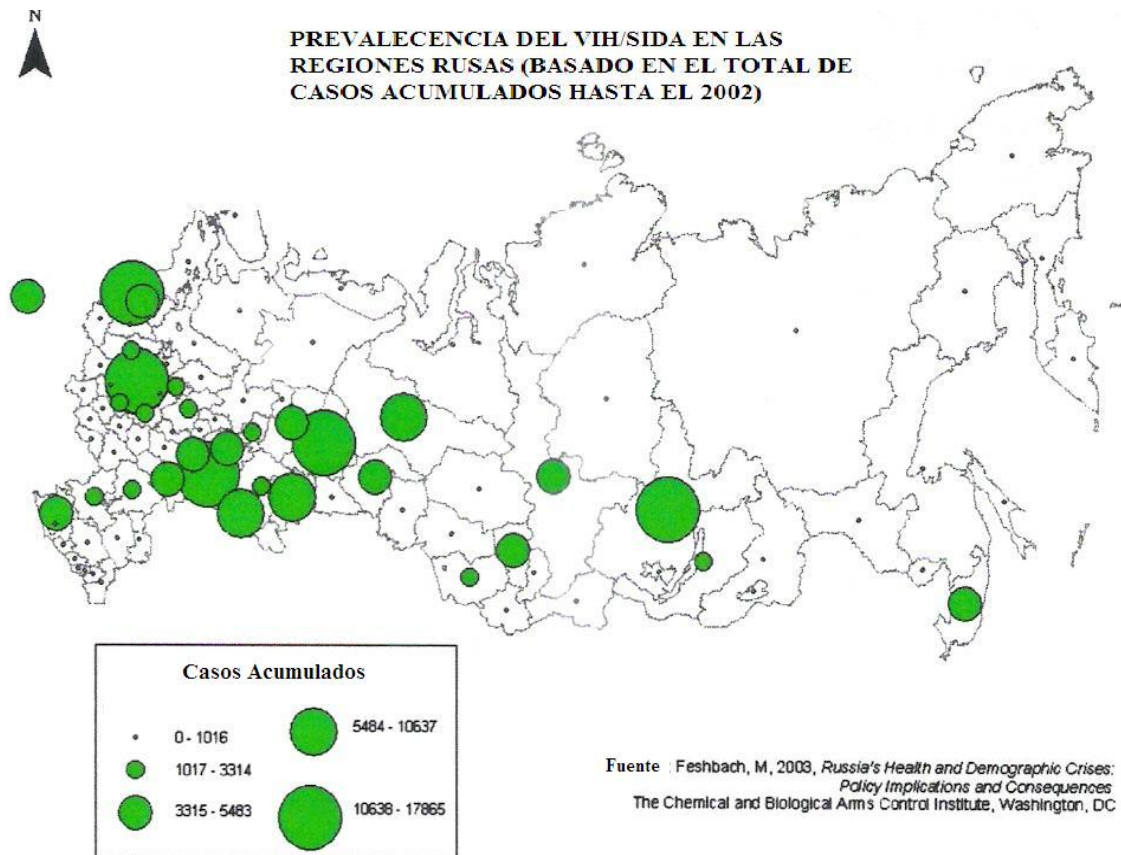 N
PREVALECENCIA DEL VIH/SIDA EN LAS
REGIONES RUSAS (BASADO EN EL TOTAL DE
CASOS ACUMULADOS HASTA EL 2002)
Casos Acumulados
0 - 1016
1017 - 3314
3315 - 5483
5484 - 10637
10638 - 17865
Fuente : Feshbach, M, 2003, Russia's Health and Demographic Crises:
Policy Implications and Consequences
The Chemical and Biological Arms Control Institute, Washington, DC